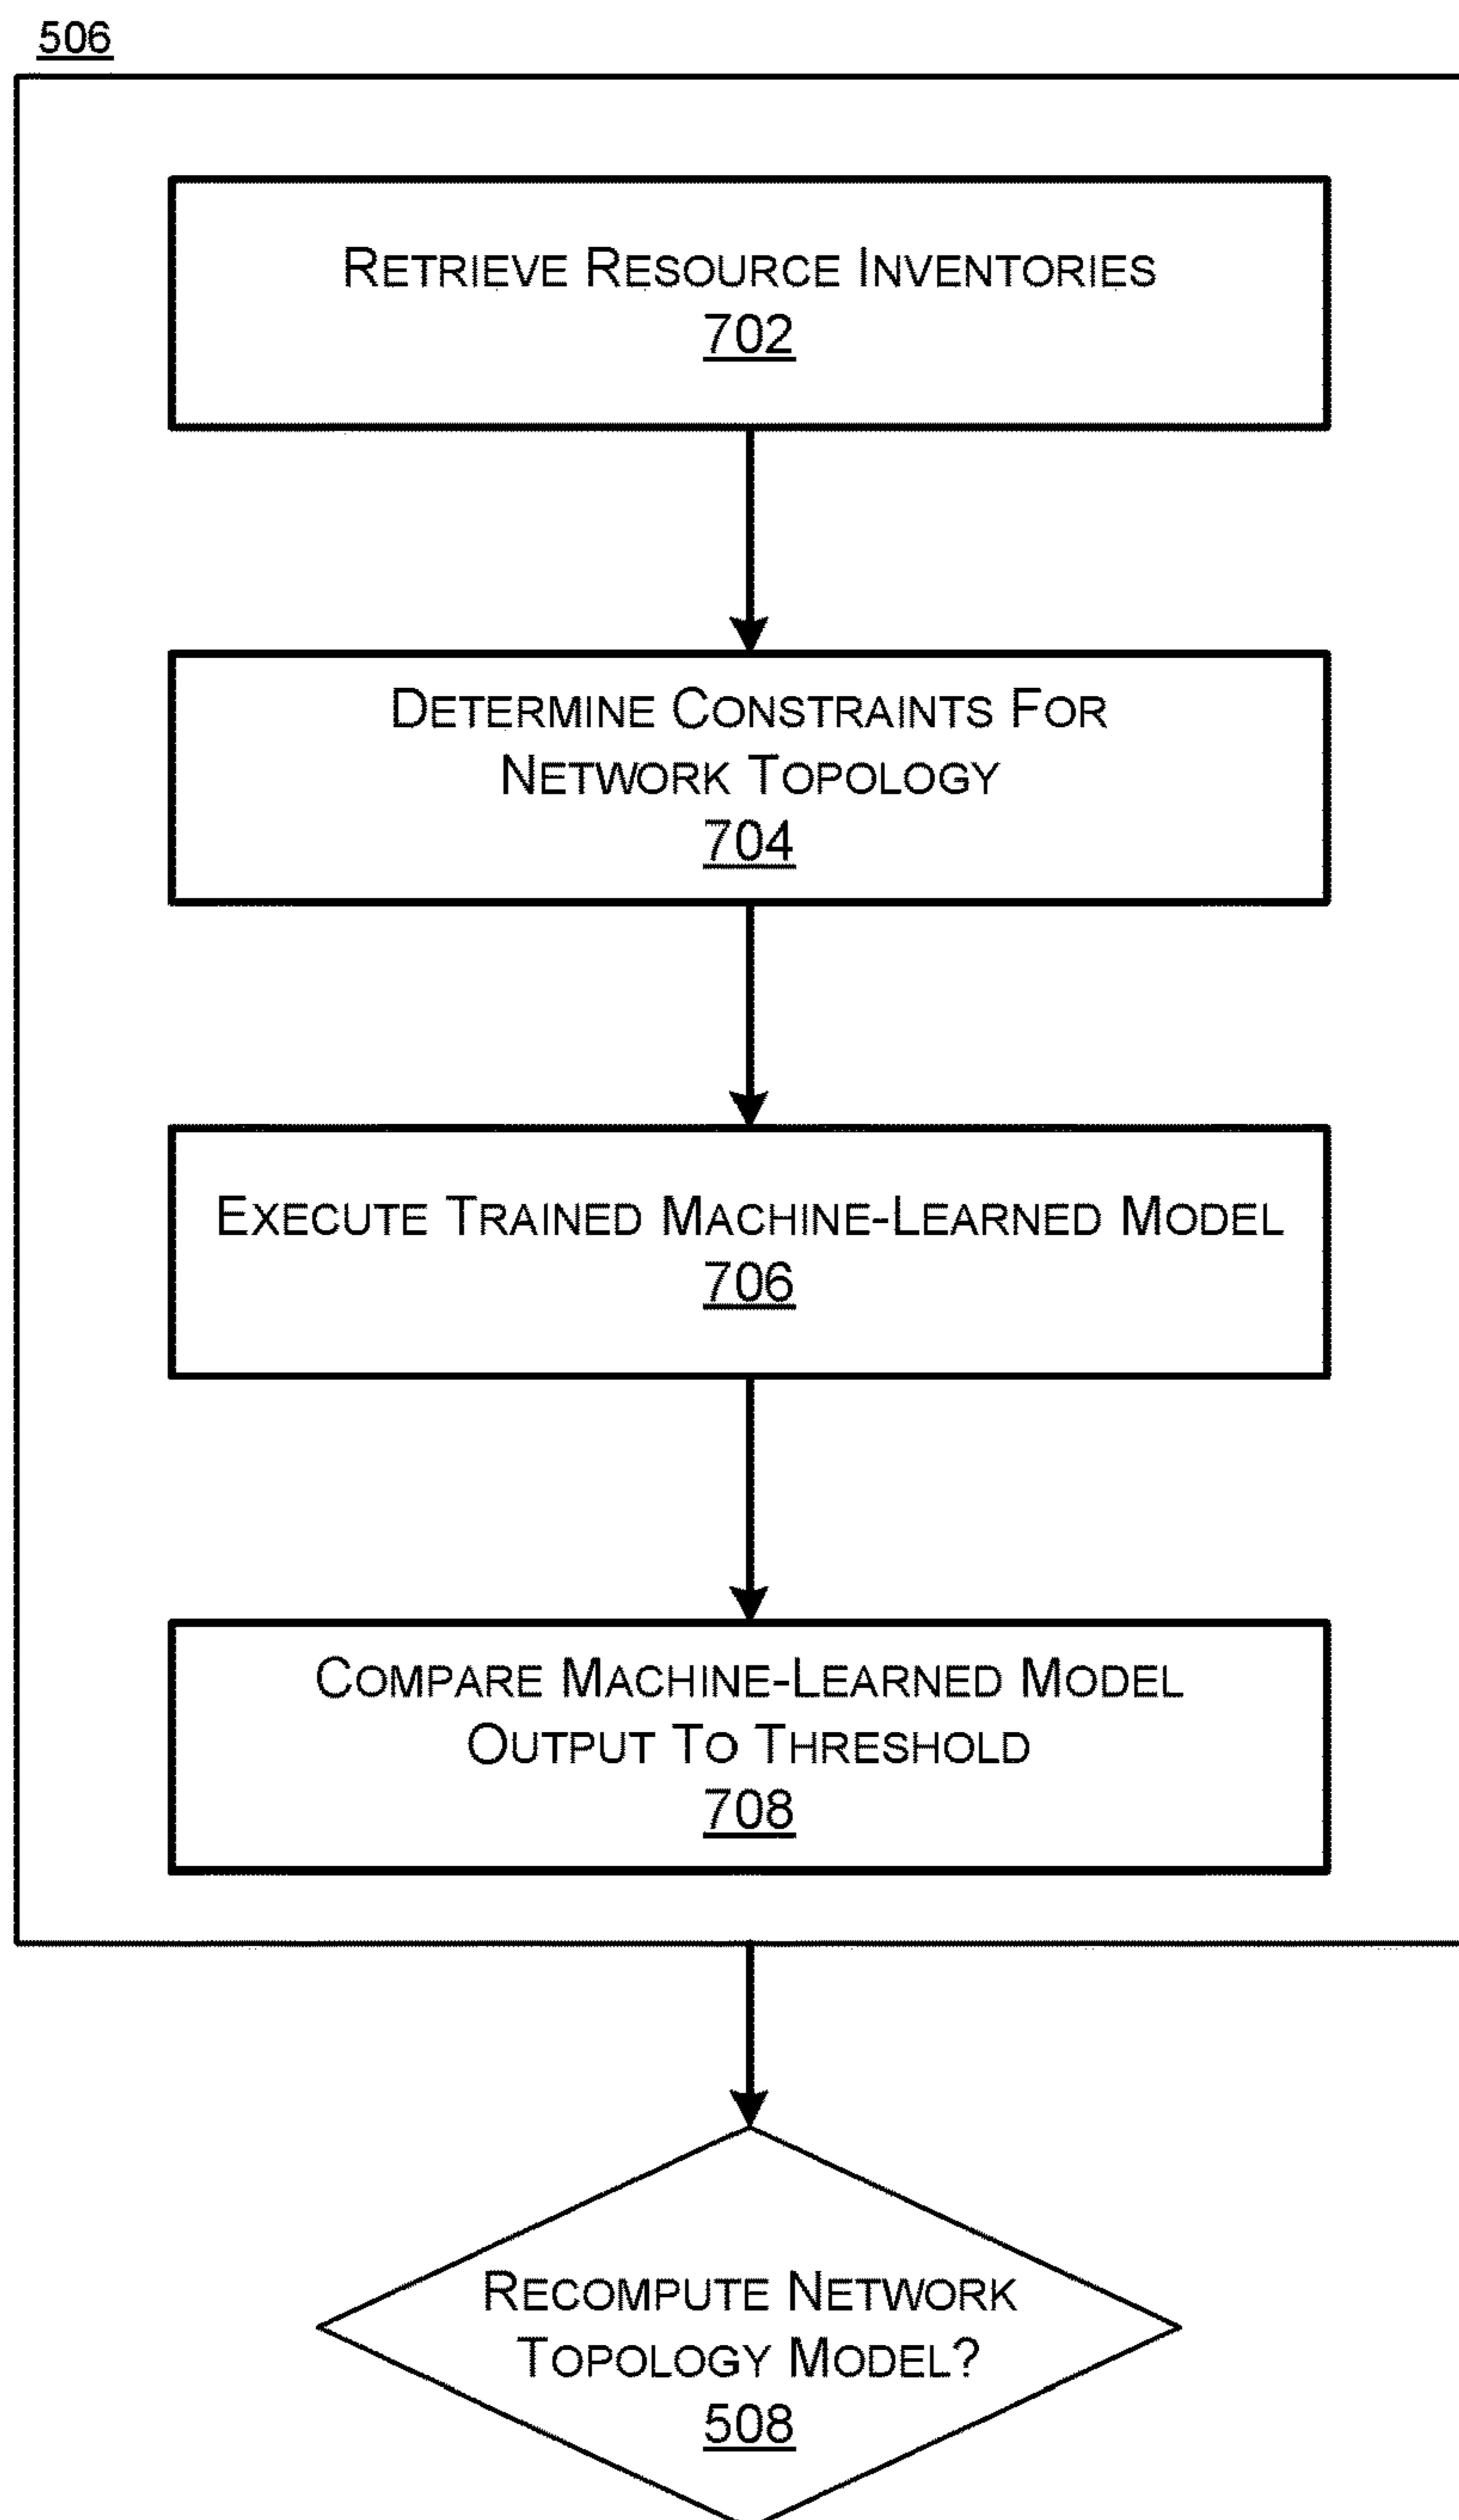 506
RETRIEVE RESOURCE INVENTORIES
702
DETERMINE CONSTRAINTS FOR
NETWORK TOPOLOGY
704
EXECUTE TRAINED MACHINE-LEARNED MODEL
706
COMPARE MACHINE-LEARNED MODEL
OUTPUT TO THRESHOLD
708
RECOMPUTE NETWORK
TOPOLOGY MODEL?
508